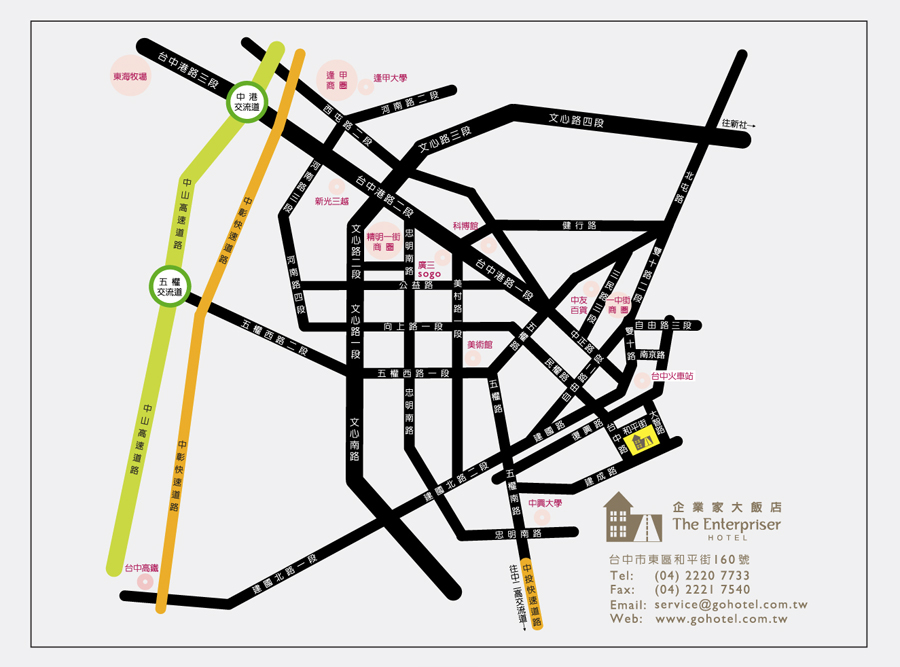 台中港路三段
東海牧場
中港
交流道
逢甲
商圈
逢甲大學
河南路二段
西屯路二段
文心路三段
文心路四段
往新社→
北屯路
河南路三段
新光三越
台中港路二段
中山高速道路
中彰快速道路
文心路二段
精明一街
商圈
忠明南路
科博館
健行路
廣三
sogo
台中港路一段
雙十路二段
三民路三段
河南路四段
公益路
美村路一段
五權
交流道
中友
百貨
一中街
商圈
五權西路二段
文心路一段
向上路一段
五權路
中正路
自由路三段
雙十路
南京路
美術館
民權路
自由路二段
台中火車站
五權西路一段
五權路
忠明南路
文心南路
中山高速道路
中彰快速道路
建國路
復興路
台中路
和平街
大智路
建國北路二段
五權南路
建成路
中興大學
忠明南路
台中高鐵
建國北路一段
往中二高交流道→
中投快速道路
企業家大飯店
The Enterpriser
HOTEL
台中市東區和平街160號
Tel: (04) 2220 7733
Fax: (04) 2221 7540
Email: service@gohotel.com.tw
Web: www.gohotel.com.tw